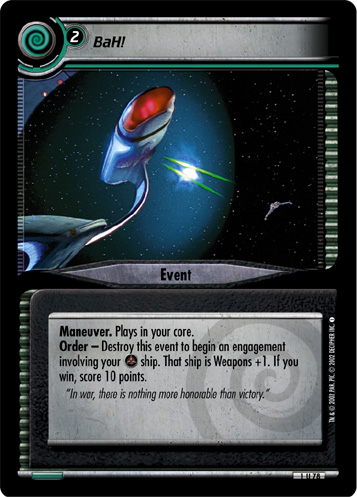 2
BaH!
Event
Maneuver. Plays in your core.
Order – Destroy this event to begin an engagement
involving your ship. That ship is Weapons +1. If you
win, score 10 points.
"In war, there is nothing more honorable than victory."
TM & © 2002 PAR. PIC. © 2002 DECIPHER INC.
1 U 78